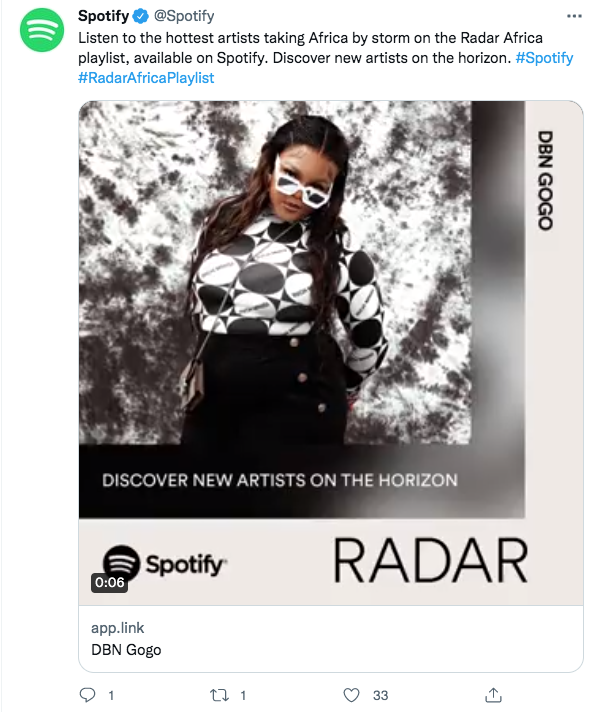 Spotify @Spotify
Listen to the hottest artists taking Africa by storm on the Radar Africa
playlist, available on Spotify. Discover new artists on the horizon. #Spotify
#RadarAfricaPlaylist
DBN GOGO
DISCOVER NEW ARTISTS ON THE HORIZON
Spotify
RADAR
0:06
app.link
DBN Gogo
1 1 33